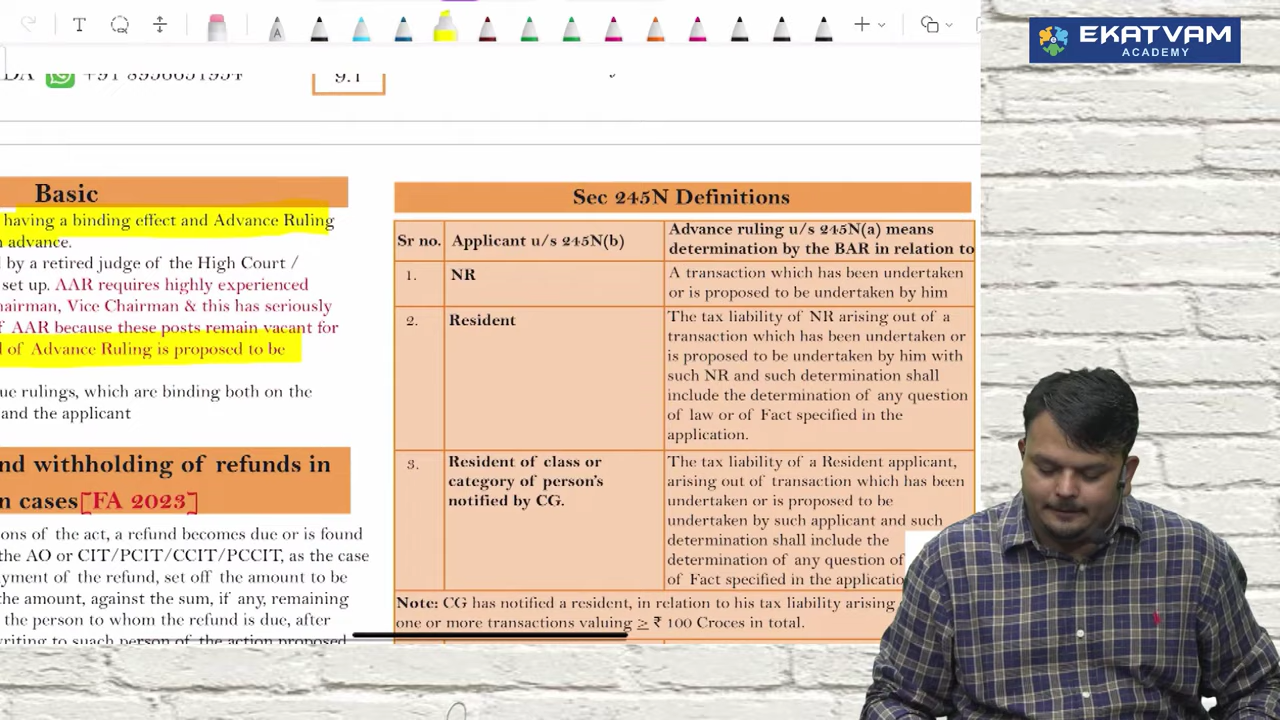 EKATVAM
ACADEMY
9.1
Basic
having a binding effect and Advance Ruling
advance.
by a retired judge of the High Court /
set up. AAR requires highly experienced
Vice Chairman & this has seriously
AAR because these posts remain vacant for
of Advance Ruling is proposed to be
rulings, which are binding both on the
and the applicant
withholding of refunds in
cases[FA 2023]
of the act, a refund becomes due or is found
the AO or CIT/PCIT/CCIT/PCCIT, as the case
of the refund, set off the amount to be
the amount, against the sum, if any, remaining
the person to whom the refund is due, after
writing to suach person of the action proposed
Sec 245N Definitions
Sr no. Applicant u/s 245N(b) Advance ruling u/s 245N(a) means
determination by the BAR in relation to
1. NR A transaction which has been undertaken
or is proposed to be undertaken by him
2. Resident The tax liability of NR arising out of a
transaction which has been undertaken or
is proposed to be undertaken by him with
such NR and such determination shall
include the determination of any question
of law or of Fact specified in the
application.
3. Resident of class or The tax liability of a Resident applicant,
category of person's arising out of transaction which has been
notified by CG. undertaken or is proposed to be
undertaken by such applicant and such
determination shall include the
determination of any question of
of Fact specified in the
Note: CG has notified a resident, in relation to his tax liability arising
one or more transactions valuing ≥ ₹ 100 Croces in total.